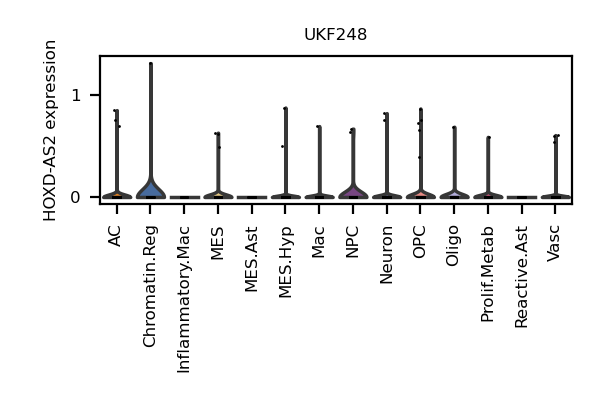 UKF248
HOXD-AS2 expression
1
0
AC
Chromatin.Reg
Inflammatory.Mac
MES
MES.Ast
MES.Hyp
Mac
NPC
Neuron
OPC
Oligo
Prolif.Metab
Reactive.Ast
Vasc